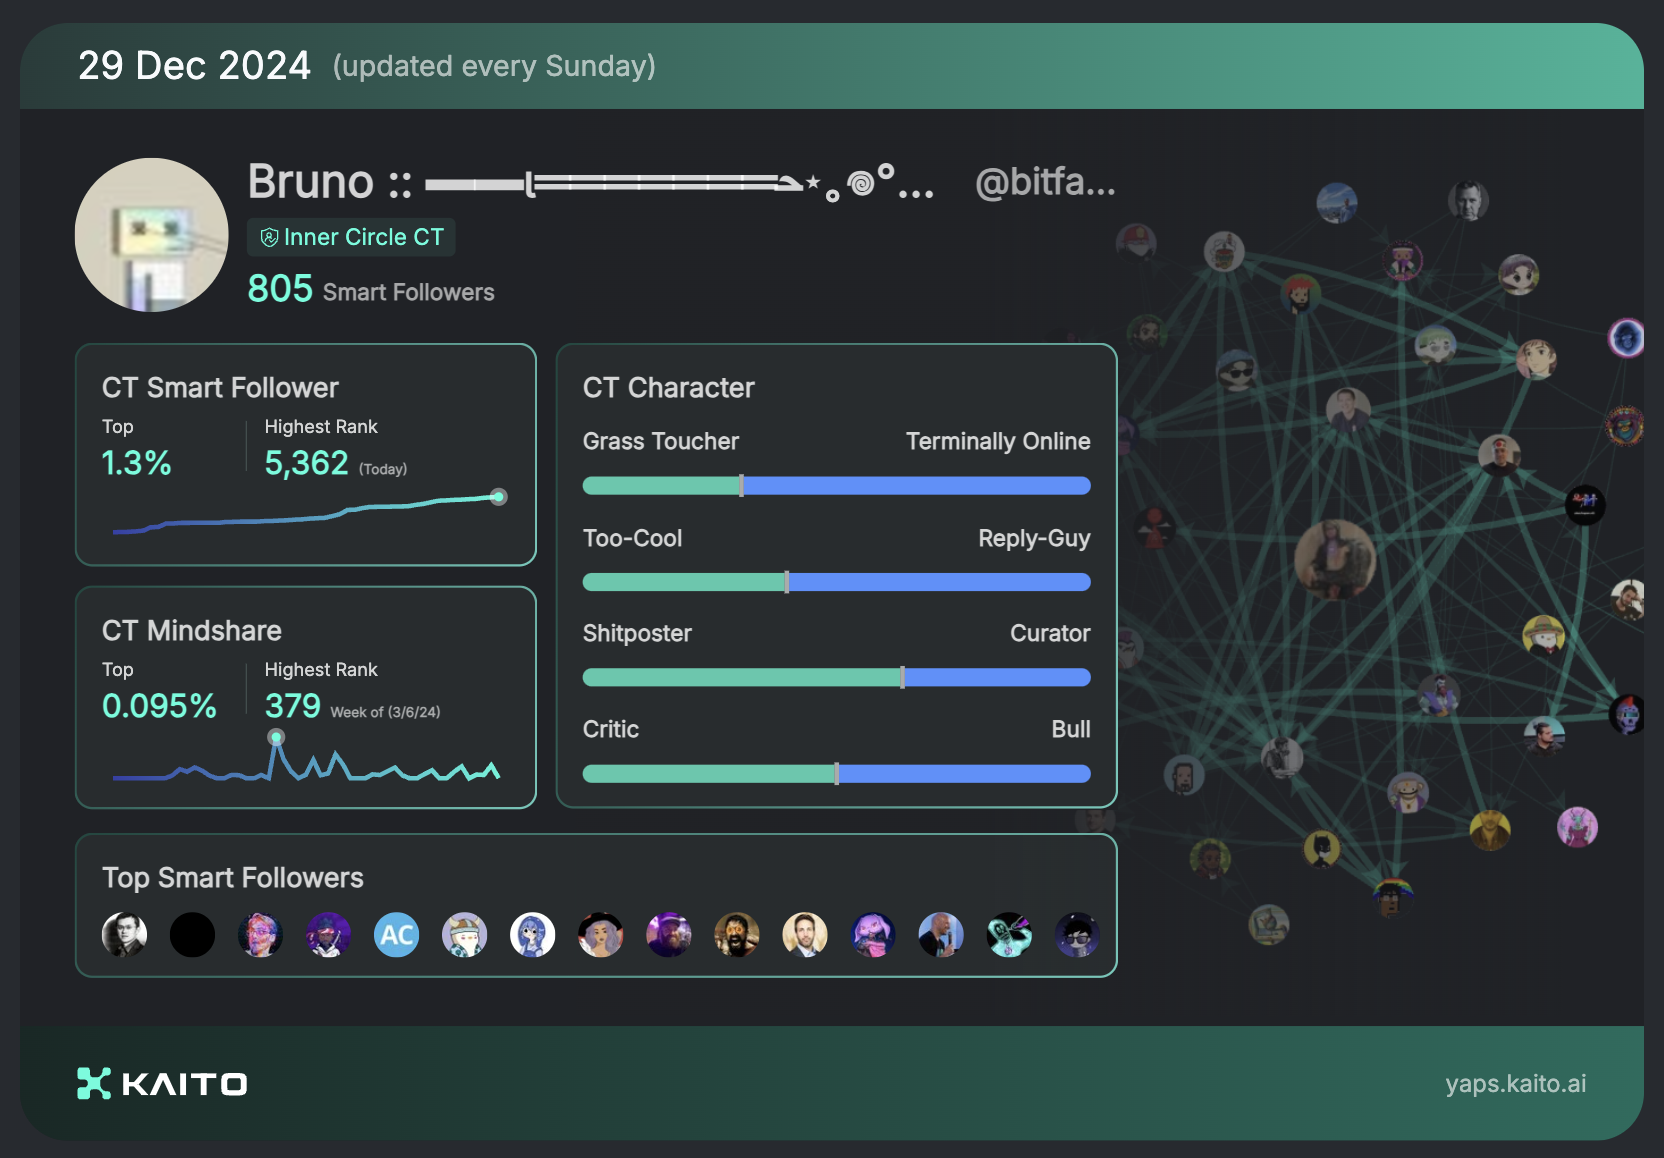 29 Dec 2024 (updated every Sunday)
Bruno :: ▬▬▬ʅ════════ᓗ⋆｡𖦹°... @bitfa...
Inner Circle CT
805 Smart Followers
CT Smart Follower
Top
1.3%
Highest Rank
5,362 (Today)
CT Mindshare
Top
0.095%
Highest Rank
379 Week of (3/6/24)
CT Character
Grass Toucher Terminally Online
Too-Cool Reply-Guy
Shitposter Curator
Critic Bull
Top Smart Followers
AC
KAITO
yaps.kaito.ai